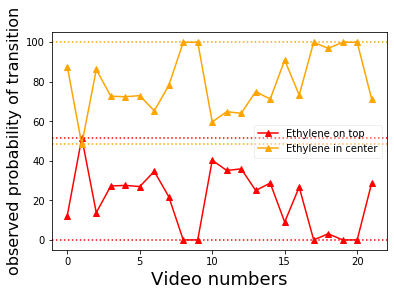 observed probability of transition
100
80
60
40
20
0
Ethylene on top
Ethylene in center
0 5 10 15 20
Video numbers